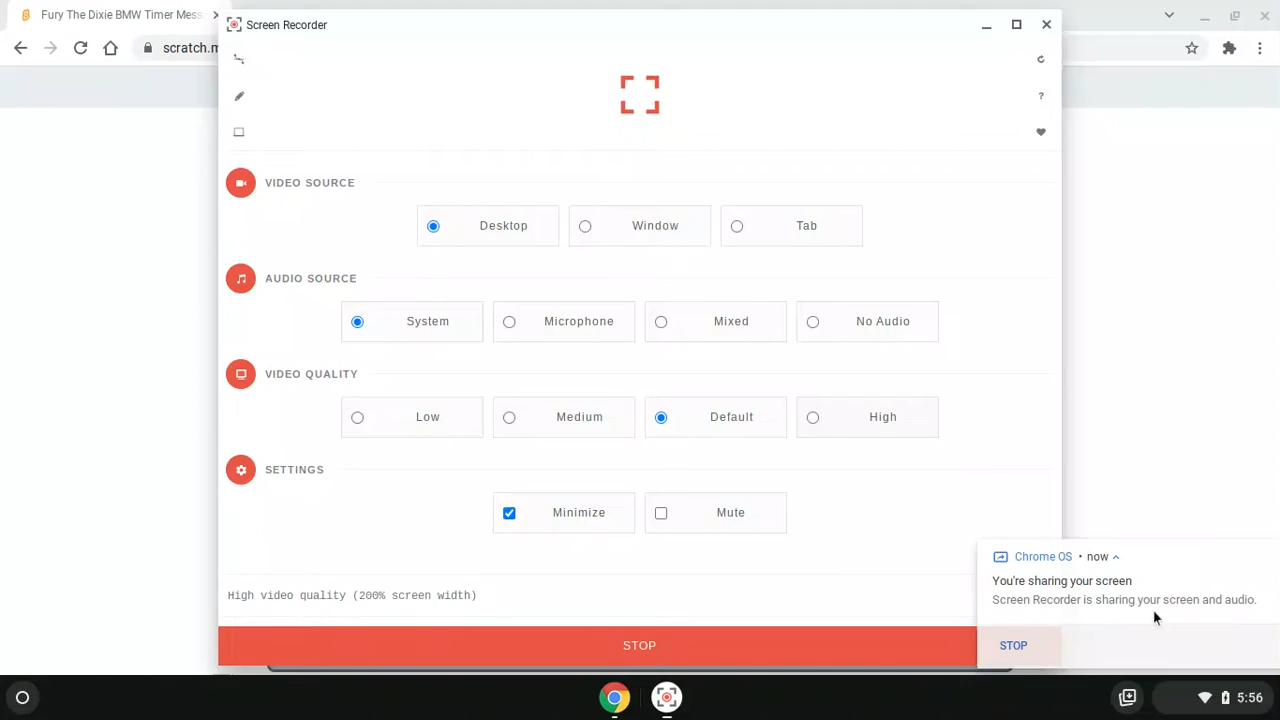 Fury The Dixie BMW Timer Mess
scratch.m
Screen Recorder
?
VIDEO SOURCE
Desktop
Window
Tab
AUDIO SOURCE
System
Microphone
Mixed
No Audio
VIDEO QUALITY
Low
Medium
Default
High
SETTINGS
Minimize
Mute
High video quality (200% screen width)
STOP
Chrome OS • now
You're sharing your screen
Screen Recorder is sharing your screen and audio.
STOP
5:56